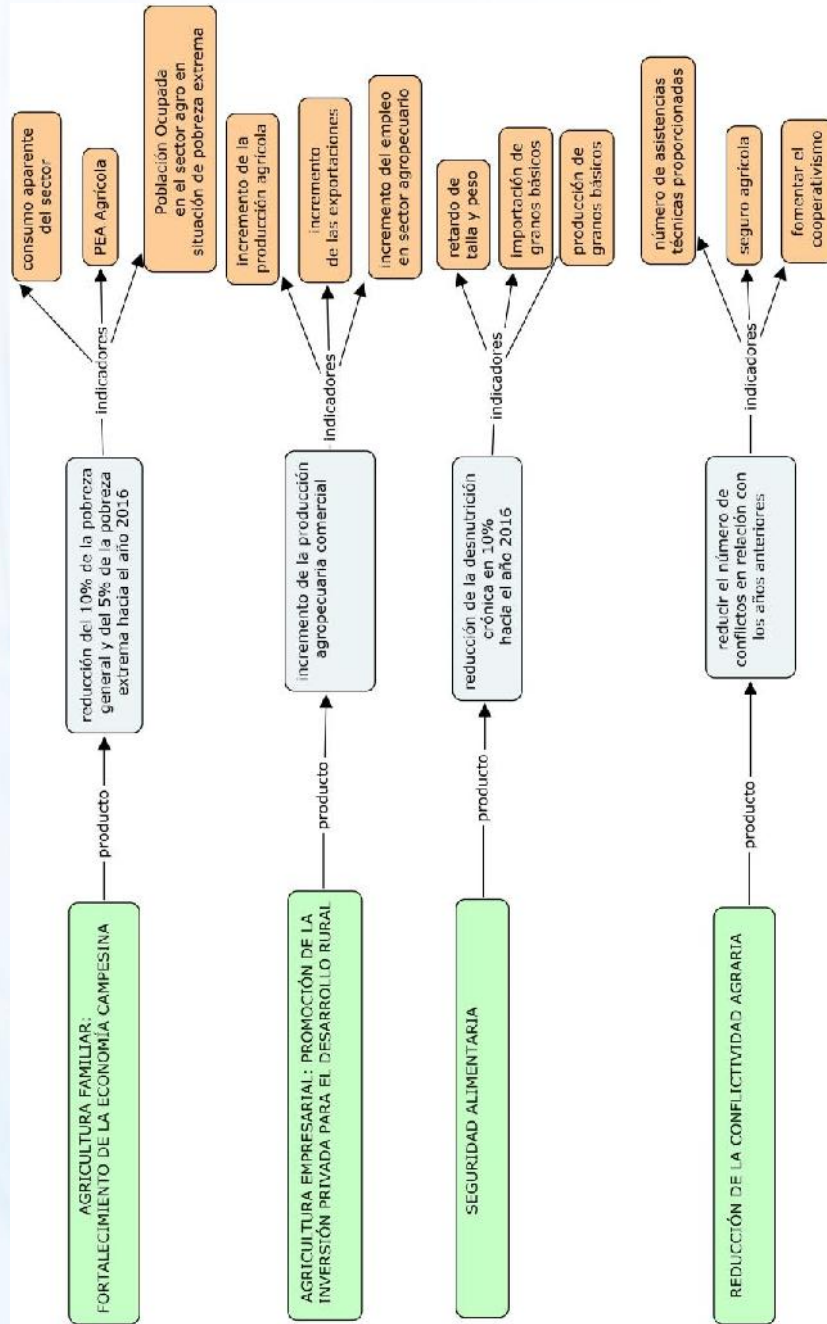 AGRICULTURA FAMILIAR:
FORTALECIMIENTO DE LA ECONOMÍA CAMPESINA
producto
reducción del 10% de la pobreza
general y del 5% de la pobreza
extrema hacia el año 2016
indicadores
consumo aparente
del sector
PEA Agrícola
Población Ocupada
en el sector agro en
situación de pobreza extrema
AGRICULTURA EMPRESARIAL: PROMOCIÓN DE LA
INVERSIÓN PRIVADA PARA EL DESARROLLO RURAL
producto
incremento de la producción
agropecuaria comercial
indicadores
incremento de la
producción agrícola
incremento
de las exportaciones
incremento del empleo
en sector agropecuario
SEGURIDAD ALIMENTARIA
producto
reducción de la desnutrición
crónica en 10%
hacia el año 2016
indicadores
retardo de
talla y peso
importación de
granos básicos
producción de
granos básicos
REDUCCIÓN DE LA CONFLICTIVIDAD AGRARIA
producto
reducir el número de
conflictos en relación con
los años anteriores
indicadores
número de asistencias
técnicas proporcionadas
seguro agrícola
fomentar el
cooperativismo